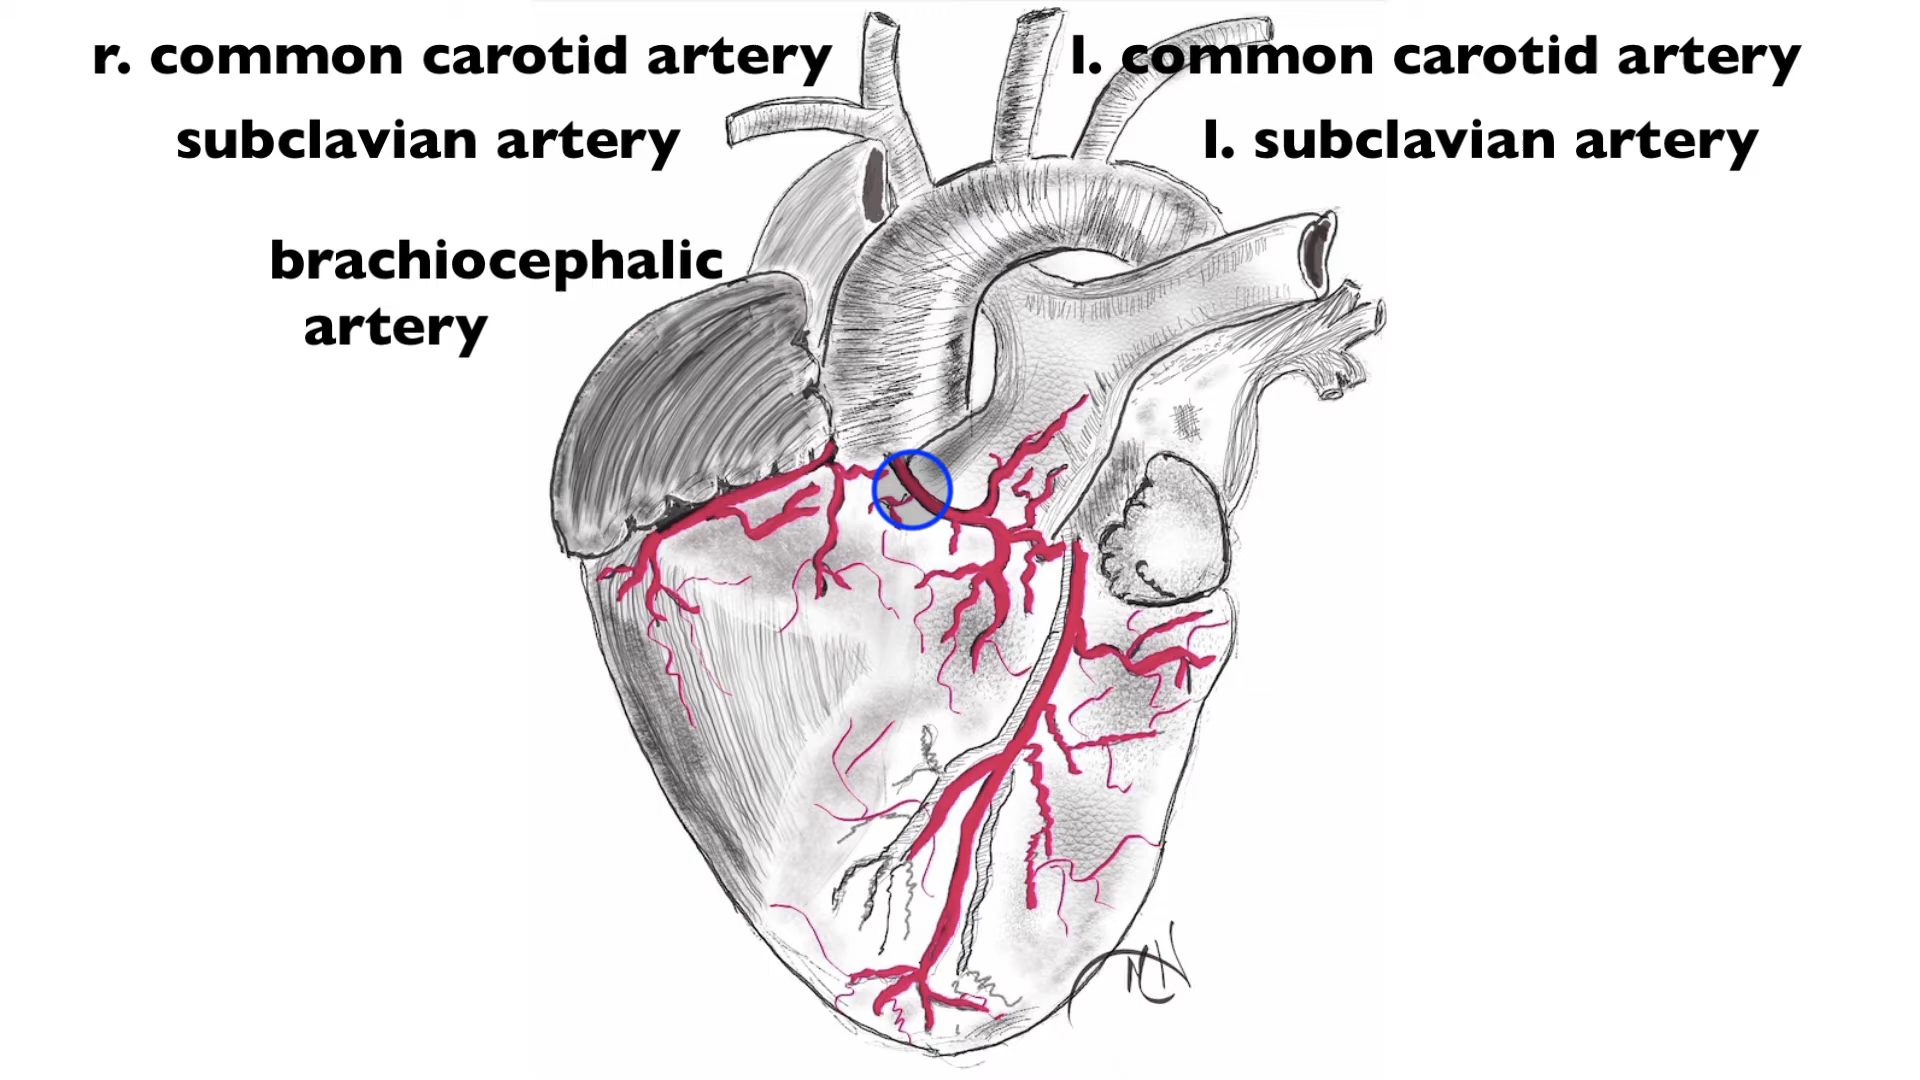 r. common carotid artery
l. common carotid artery
subclavian artery
l. subclavian artery
brachiocephalic
artery